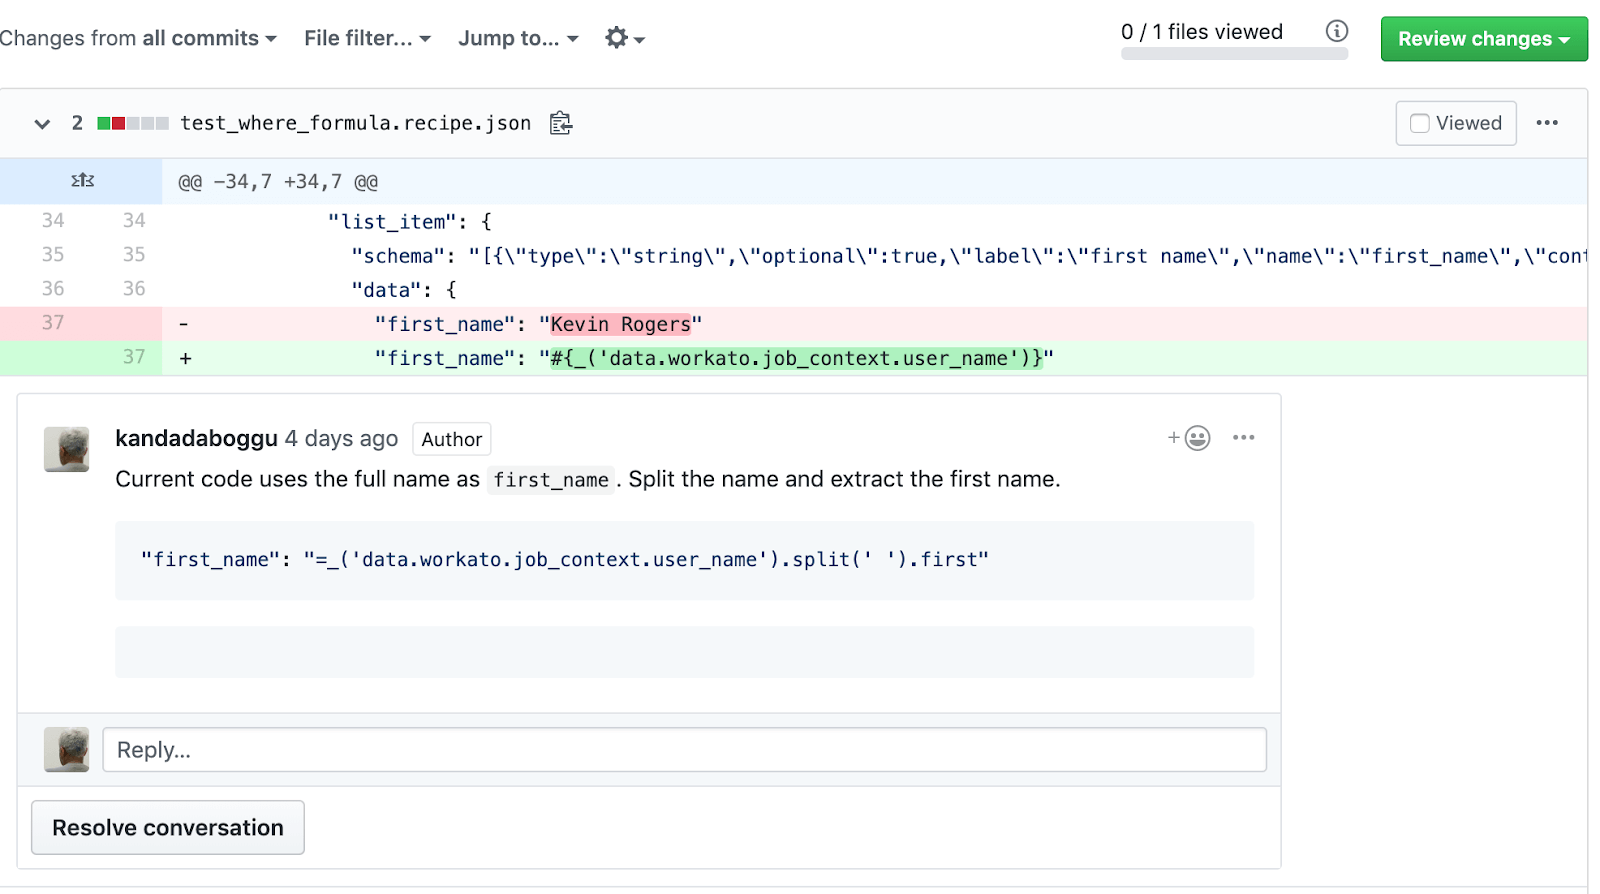 Changes from all commits File filter... Jump to...
0 / 1 files viewed
Review changes
2 test_where_formula.recipe.json
Viewed
@@ -34,7 +34,7 @@
34 34 "list_item": {
35 35 "schema": "[{\"type\":\"string\",\"optional\":true,\"label\":\"first name\",\"name\":\"first_name\",\"cont
36 36 "data": {
37 - "first_name": "Kevin Rogers"
37 + "first_name": "#{_('data.workato.job_context.user_name')}"
kandadaboggu 4 days ago Author
Current code uses the full name as first_name . Split the name and extract the first name.
"first_name": "=_('data.workato.job_context.user_name').split(' ').first"
Reply...
Resolve conversation